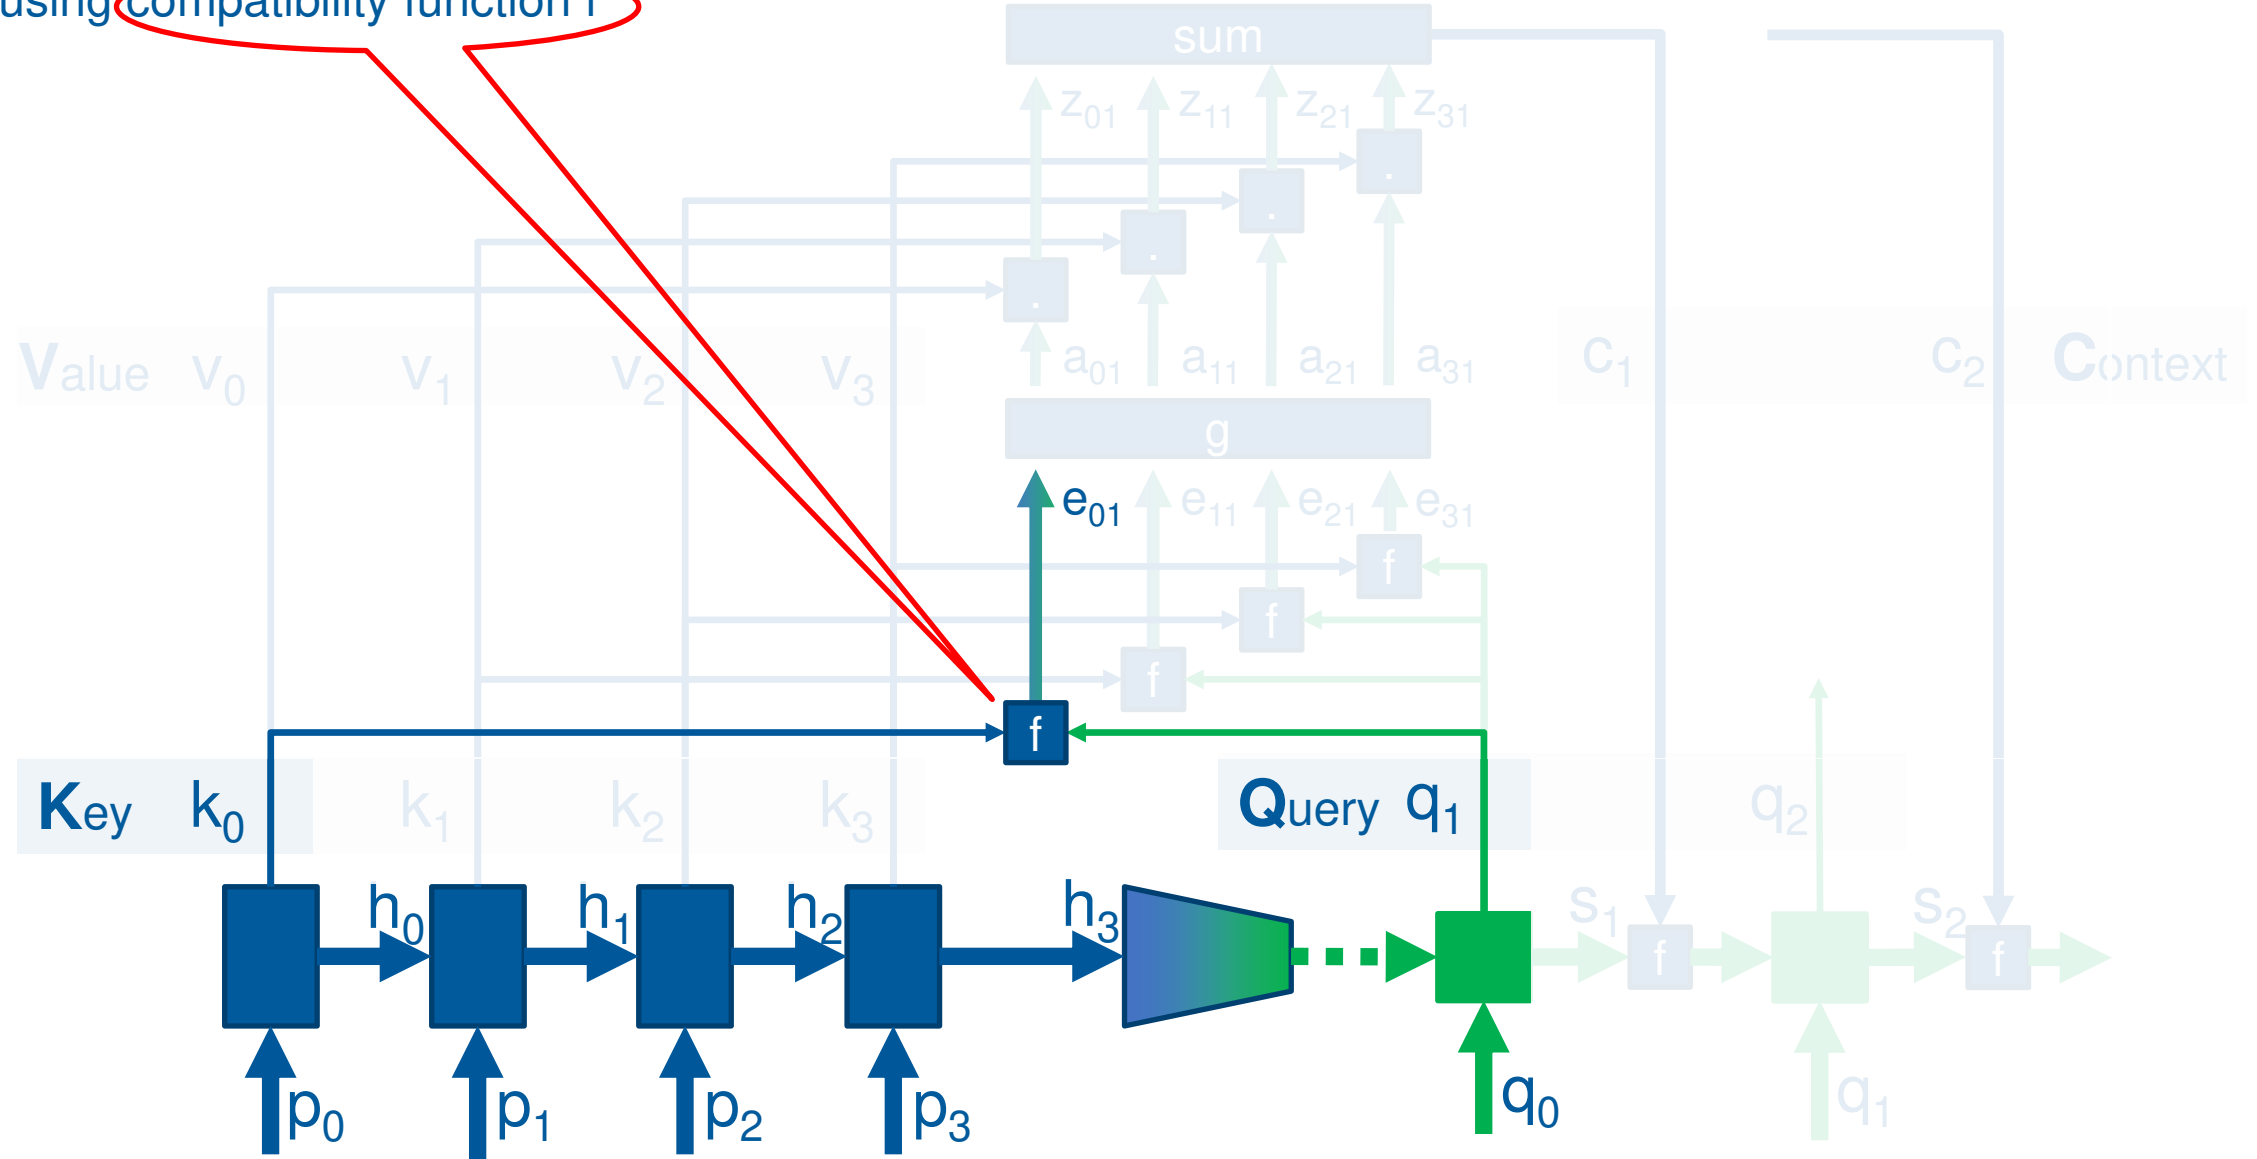 using compatibility function f
sum
z01 z11 z21 z31
. . . .
Value v0 v1 v2 v3 a01 a11 a21 a31 c1 c2 Context
g
e01 e11 e21 e31
f
f
f
f
Key k0 k1 k2 k3 Query q1 q2
h0 h1 h2 h3 s1 s2
f f
p0 p1 p2 p3 q0 q1